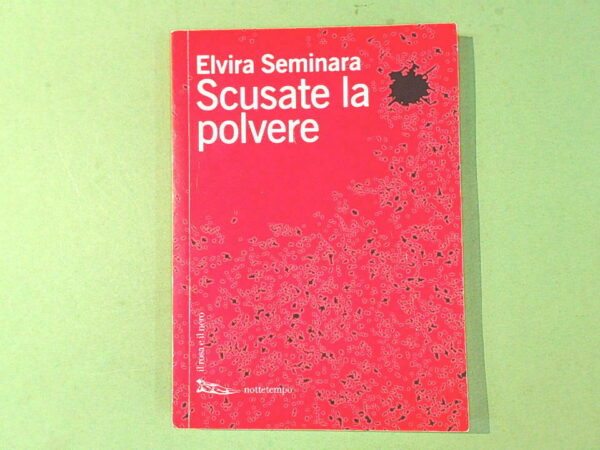 Elvira Seminara
Scusate la
polvere
il rosa e il nero
nottetempo